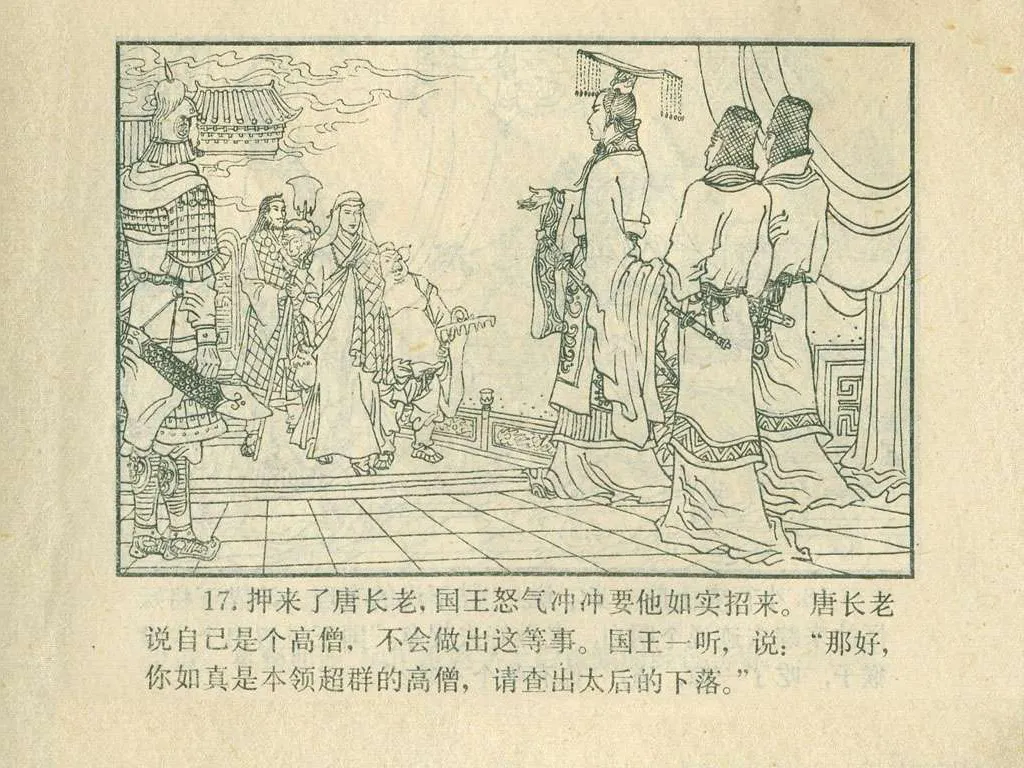 17. 押来了唐长老,国王怒气冲冲要他如实招来。唐长老
说自己是个高僧,不会做出这等事。国王一听,说:“那好,
你如真是本领超群的高僧,请查出太后的下落。”